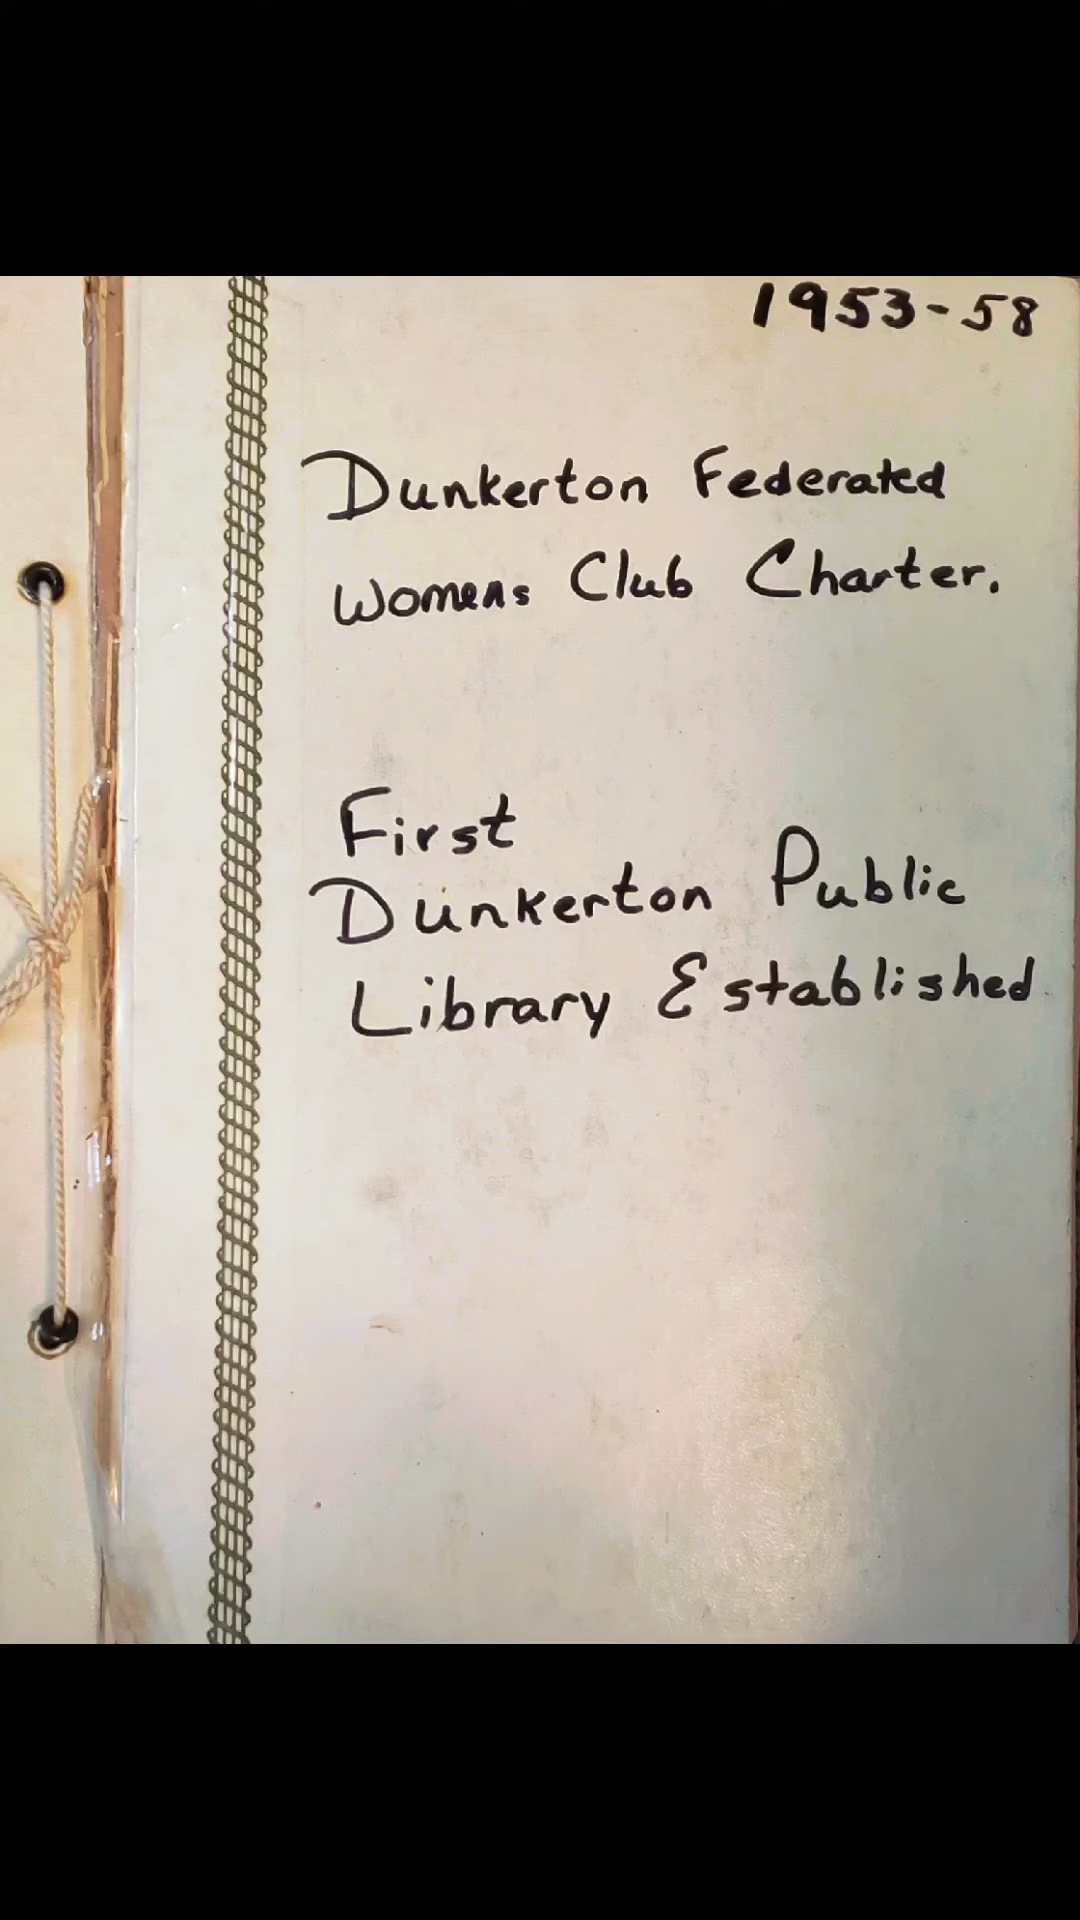 1953-58
Dunkerton Federated
Womens Club Charter.
First
Dunkerton Public
Library Established